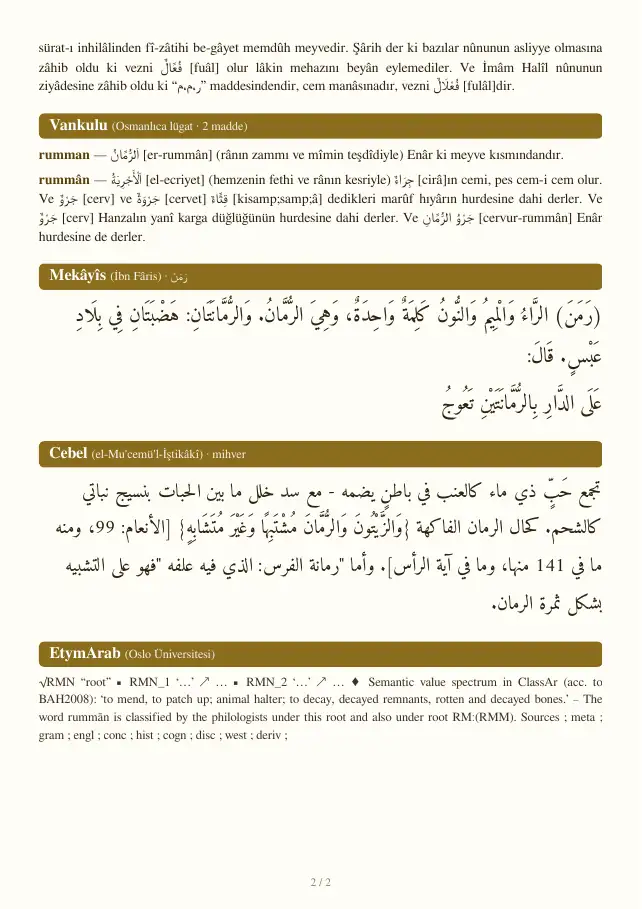 sürat-ı inhilâlinden fî-zâtihi be-gâyet memdûh meyvedir. Şârih der ki bazılar nûnunun asliyye olmasına
zâhib oldu ki vezni فُعَّالٌ [fuâl] olur lâkin mehazını beyân eylemediler. Ve İmâm Halîl nûnunun
ziyâdesine zâhib oldu ki “ر،م،م” maddesindendir, cem manâsınadır, vezni فُعْلَالٌ [fulâl]dir.
Vankulu (Osmanlıca lügat · 2 madde)
rumman — اَلرُّمَّانُ [er-rummân] (rânın zammı ve mîmin teşdîdiyle) Enâr ki meyve kısmındandır.
rummân — اَلْأَجْرِيَةُ [el-ecriyet] (hemzenin fethi ve rânın kesriyle) جِرَاءٌ [cirâ]ın cemi, pes cem-i cem olur.
Ve جَرْوٌ [cerv] ve جَرْوَةٌ [cervet] قِثَّاءٌ [kisamp;samp;â] dedikleri marûf hıyârın hurdesine dahi derler. Ve
جَرْوٌ [cerv] Hanzalın yanî karga düğlüğünün hurdesine dahi derler. Ve جَرْوُ الرُّمَّانِ [cervur-rummân] Enâr
hurdesine de derler.
Mekâyîs (İbn Fâris) · رَمَنَ
(رَمَنَ) الرَّاءُ وَالْمِيمُ وَالنُّونُ كَلِمَةٌ وَاحِدَةٌ، وَهِيَ الرُّمَّانُ. وَالرُّمَّانَتَانِ: هَضْبَتَانِ فِي بِلَادِ
عَبْسٍ. قَالَ:
عَلَى الدَّارِ بِالرُّمَّانَتَيْنِ تَعُوجُ
Cebel (el-Mu'cemü'l-İştikâkî) · mihver
تجمع حَبٍّ ذي ماء كالعنب في باطنٍ يضمه - مع سد خلل ما بين الحبات بنسيج نباتي
كالشحم. كحال الرمان الفاكهة {وَالزَّيْتُونَ وَالرُّمَّانَ مُشْتَبِهًا وَغَيْرَ مُتَشَابِهٍ} [الأنعام: 99، ومنه
ما في 141 منها، وما في آية الرأس]. وأما "رمانة الفرس: الذي فيه علفه "فهو على التشبيه
بشكل ثمرة الرمان.
EtymArab (Oslo Üniversitesi)
√RMN “root” ▪ RMN_1 ‘…’ ↗ … ▪ RMN_2 ‘…’ ↗ … ♦ Semantic value spectrum in ClassAr (acc. to
BAH2008): ‘to mend, to patch up; animal halter; to decay, decayed remnants, rotten and decayed bones.’ – The
word rummān is classified by the philologists under this root and also under root RM:(RMM). Sources ; meta ;
gram ; engl ; conc ; hist ; cogn ; disc ; west ; deriv ;
2 / 2